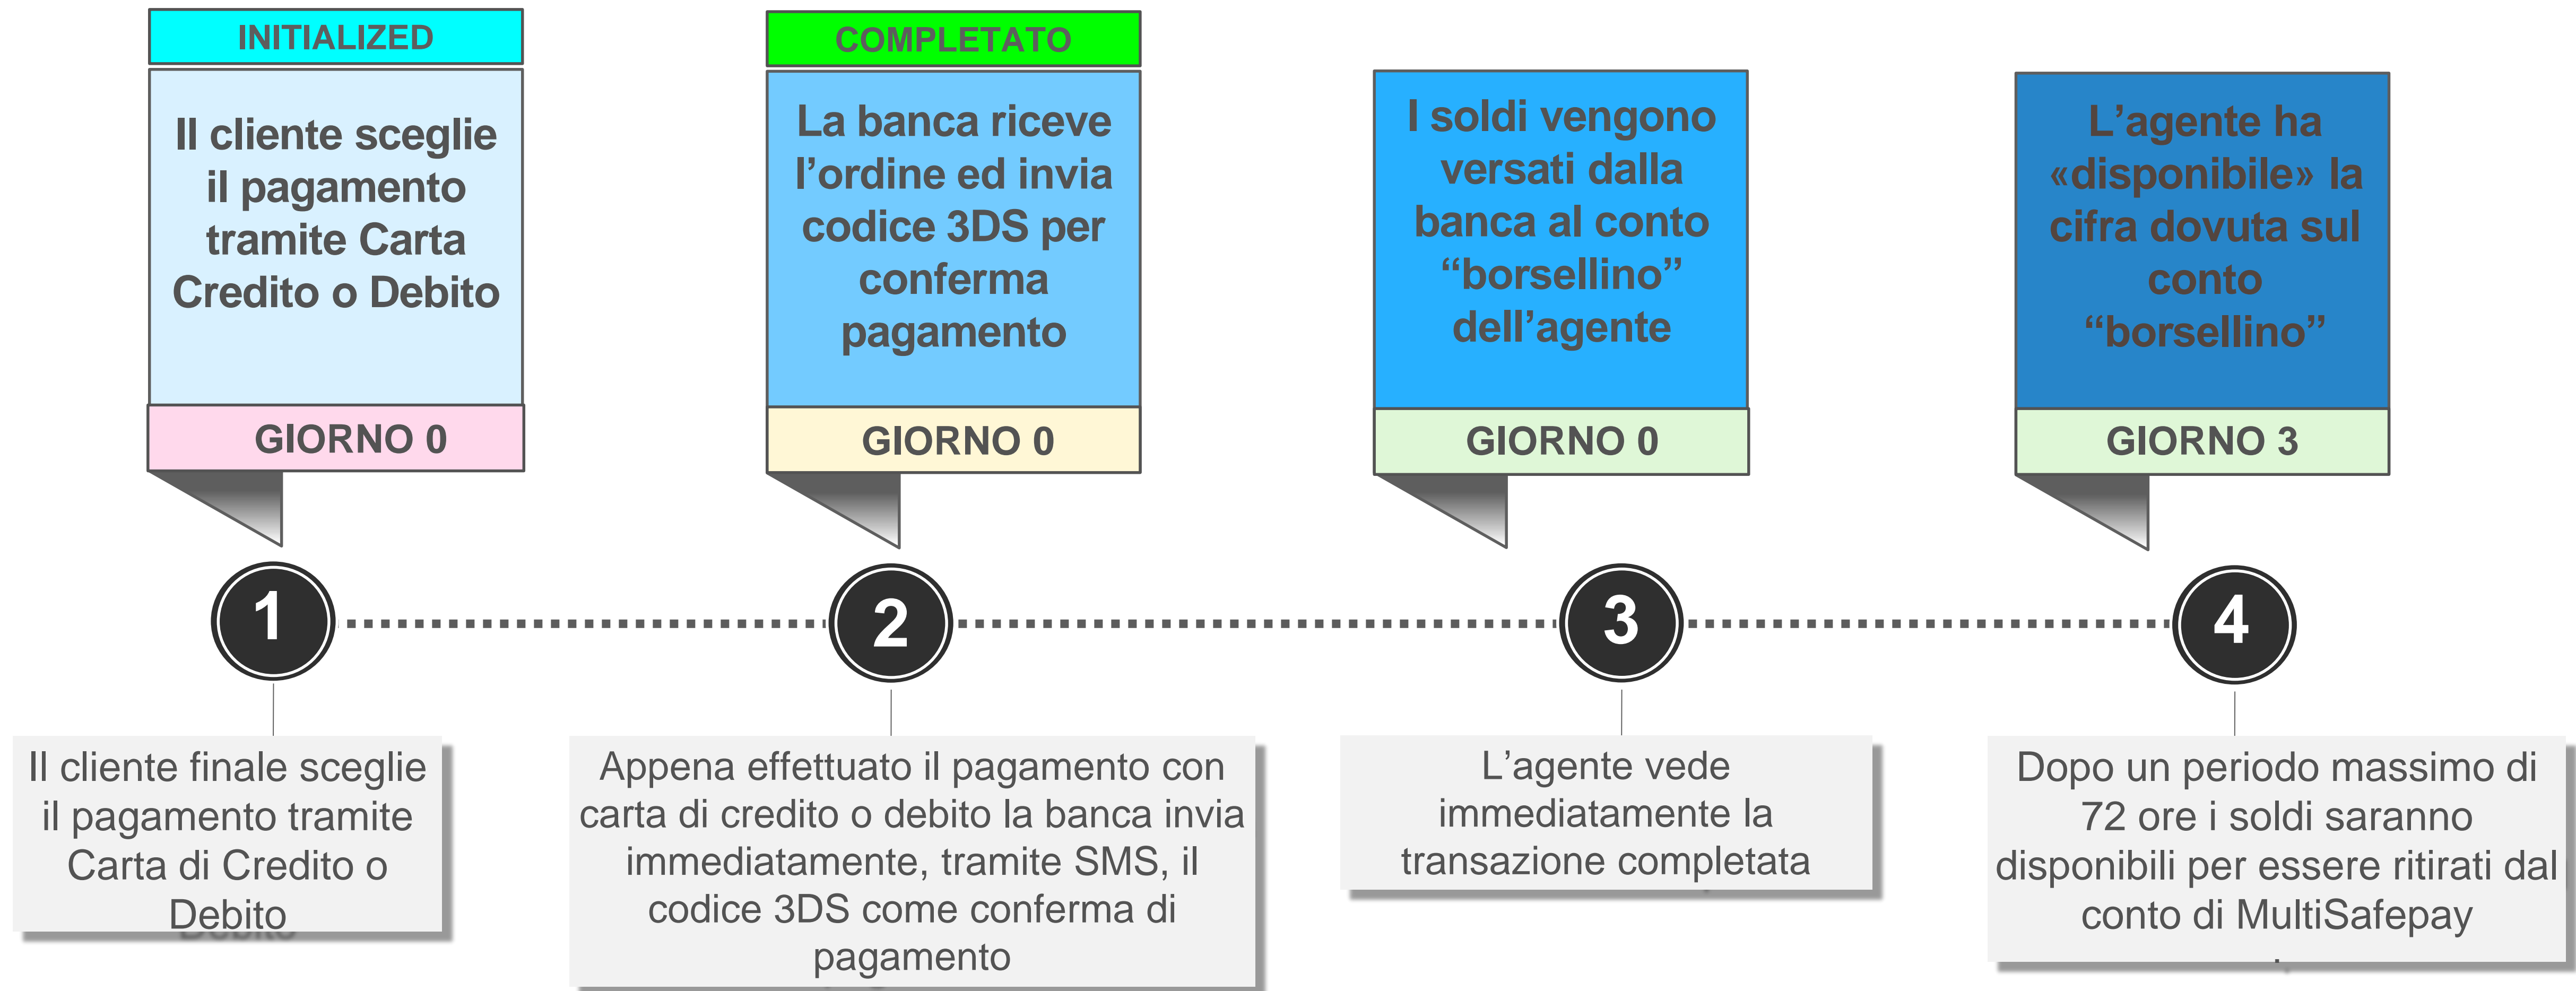 INITIALIZED
Il cliente sceglie
il pagamento
tramite Carta
Credito o Debito
GIORNO 0
COMPLETATO
La banca riceve
l’ordine ed invia
codice 3DS per
conferma
pagamento
GIORNO 0
I soldi vengono
versati dalla
banca al conto
“borsellino”
dell’agente
GIORNO 0
L’agente ha
«disponibile» la
cifra dovuta sul
conto
“borsellino”
GIORNO 3
1
2
3
4
Il cliente finale sceglie
il pagamento tramite
Carta di Credito o
Debito
Appena effettuato il pagamento con
carta di credito o debito la banca invia
immediatamente, tramite SMS, il
codice 3DS come conferma di
pagamento
L’agente vede
immediatamente la
transazione completata
Dopo un periodo massimo di
72 ore i soldi saranno
disponibili per essere ritirati dal
conto di MultiSafepay
.